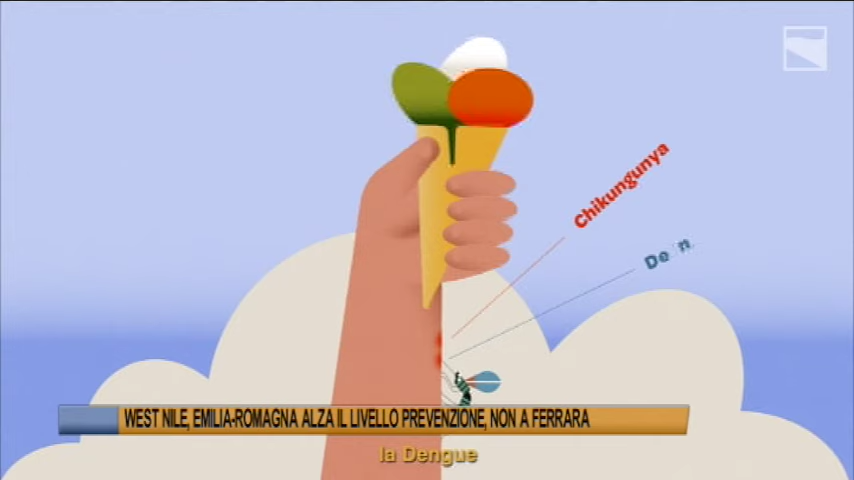 Chikungunya
WEST NILE, EMILIA-ROMAGNA ALZA IL LIVELLO PREVENZIONE, NON A FERRARA
la Dengue